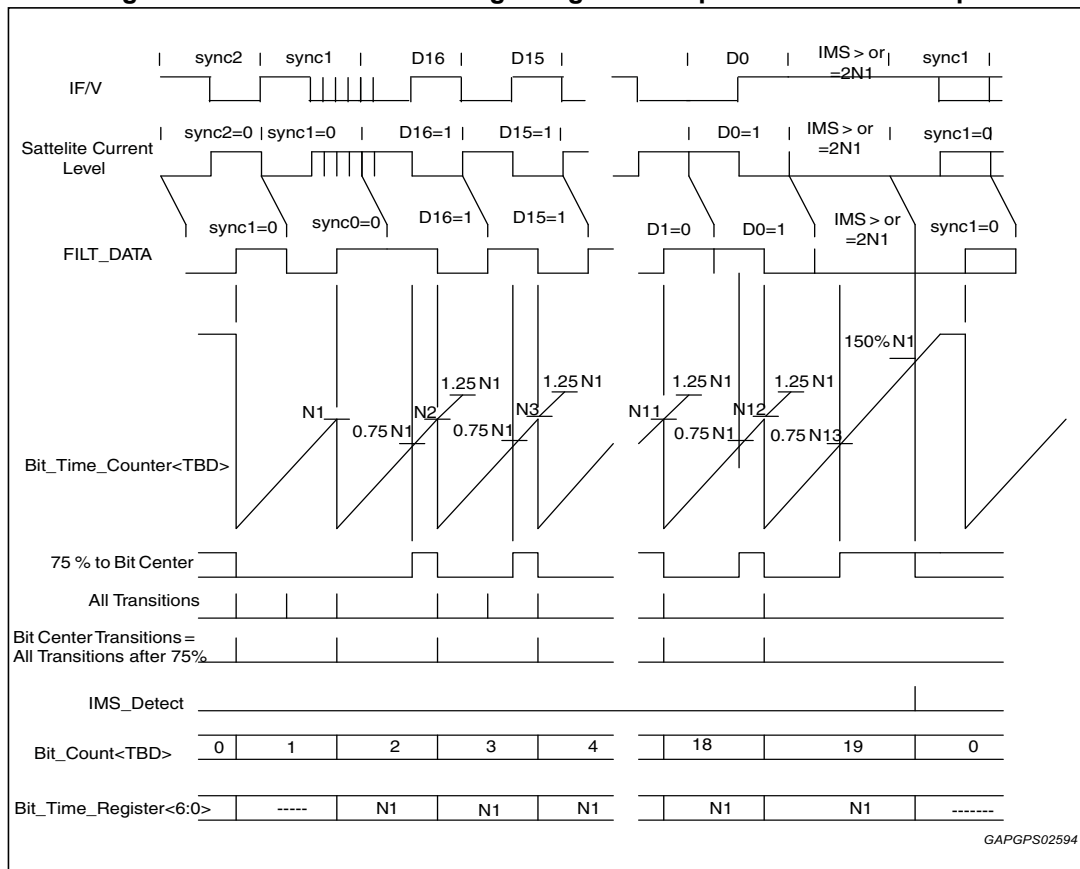 | sync2 | sync1 | D16 | D15 | | D0 | IMS > or | sync1 |
=2N1
IF/V
| sync2=0 | sync1=0 | D16=1 | D15=1 | | D0=1 | IMS > or | sync1=0
=2N1
Sattelite Current
Level
sync1=0 sync0=0 D16=1 D15=1 D1=0 D0=1 IMS > or sync1=0
=2N1
FILT_DATA
150% N1
1.25 N1 1.25 N1 1.25 N1 1.25 N1
N1 N2 N3 N11 N12
0.75 N1 0.75 N1 0.75 N1 0.75 N13
Bit_Time_Counter<TBD>
75 % to Bit Center
All Transitions
Bit Center Transitions =
All Transitions after 75%
IMS_Detect
Bit_Count<TBD> 0 1 2 3 4 18 19 0
Bit_Time_Register<6:0> ----- N1 N1 N1 N1 N1 -------
GAPGPS02594